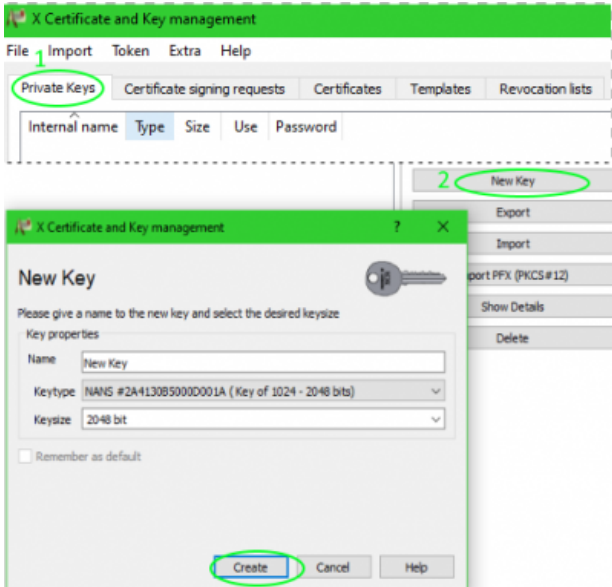 X Certificate and Key management
File Import Token Extra Help
1
Private Keys Certificate signing requests Certificates Templates Revocation lists
Internal name Type Size Use Password
2 New Key
Export
Import
port PFX (PKCS#12)
Show Details
Delete
X Certificate and Key management ? X
New Key
Please give a name to the new key and select the desired keysize
Key properties
Name New Key
Keytype NANS #2A4130B5000D001A (Key of 1024 - 2048 bits)
Keysize 2048 bit
Remember as default
Create Cancel Help